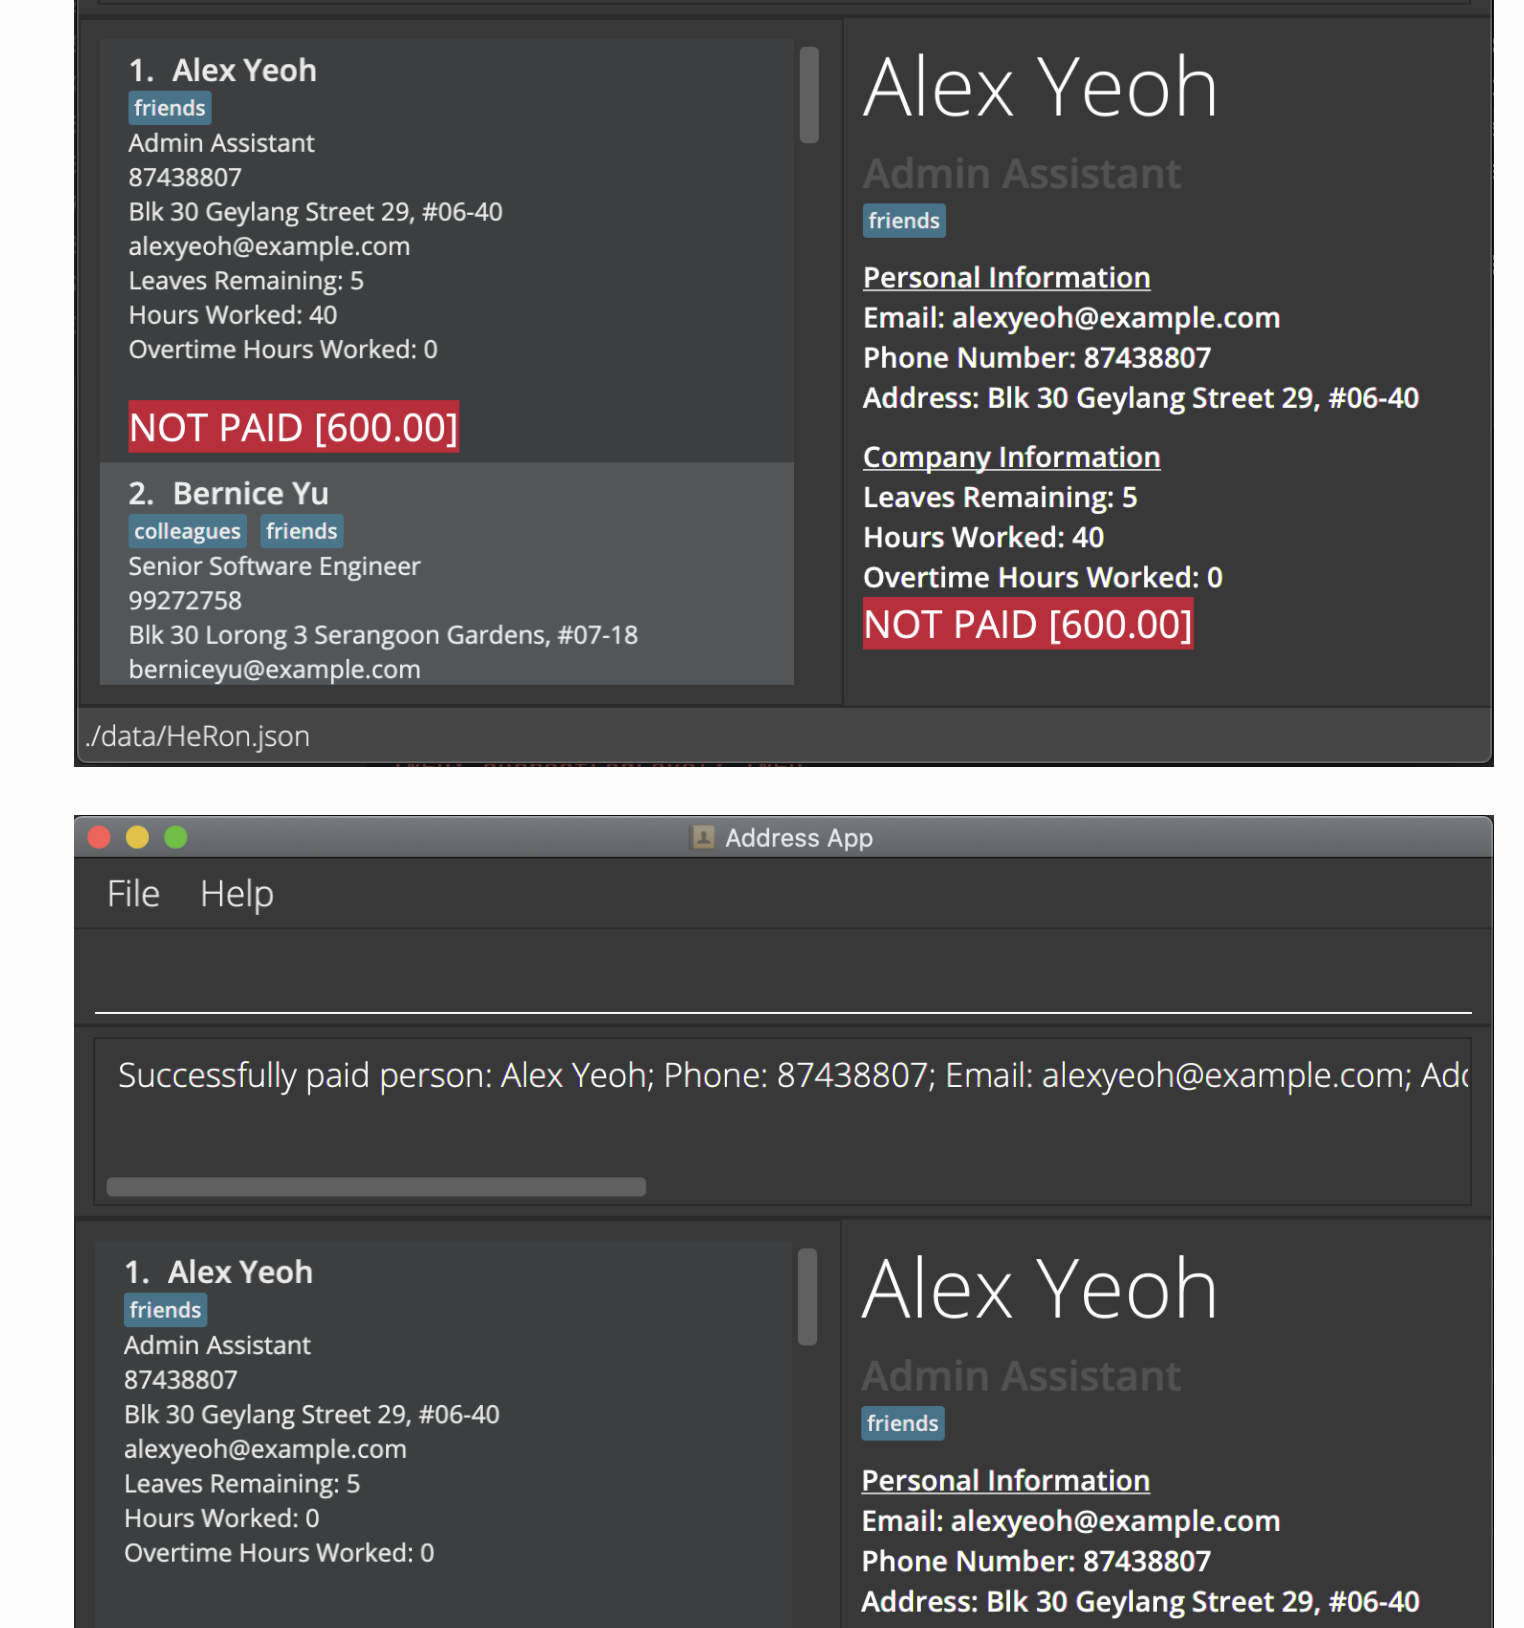 1. Alex Yeoh
friends
Admin Assistant
87438807
Blk 30 Geylang Street 29, #06-40
alexyeoh@example.com
Leaves Remaining: 5
Hours Worked: 40
Overtime Hours Worked: 0
NOT PAID [600.00]
2. Bernice Yu
colleagues friends
Senior Software Engineer
99272758
Blk 30 Lorong 3 Serangoon Gardens, #07-18
berniceyu@example.com
Alex Yeoh
Admin Assistant
friends
Personal Information
Email: alexyeoh@example.com
Phone Number: 87438807
Address: Blk 30 Geylang Street 29, #06-40
Company Information
Leaves Remaining: 5
Hours Worked: 40
Overtime Hours Worked: 0
NOT PAID [600.00]
./data/HeRon.json
Address App
File Help
Successfully paid person: Alex Yeoh; Phone: 87438807; Email: alexyeoh@example.com;
1. Alex Yeoh
friends
Admin Assistant
87438807
Blk 30 Geylang Street 29, #06-40
alexyeoh@example.com
Leaves Remaining: 5
Hours Worked: 0
Overtime Hours Worked: 0
Alex Yeoh
Admin Assistant
friends
Personal Information
Email: alexyeoh@example.com
Phone Number: 87438807
Address: Blk 30 Geylang Street 29, #06-40